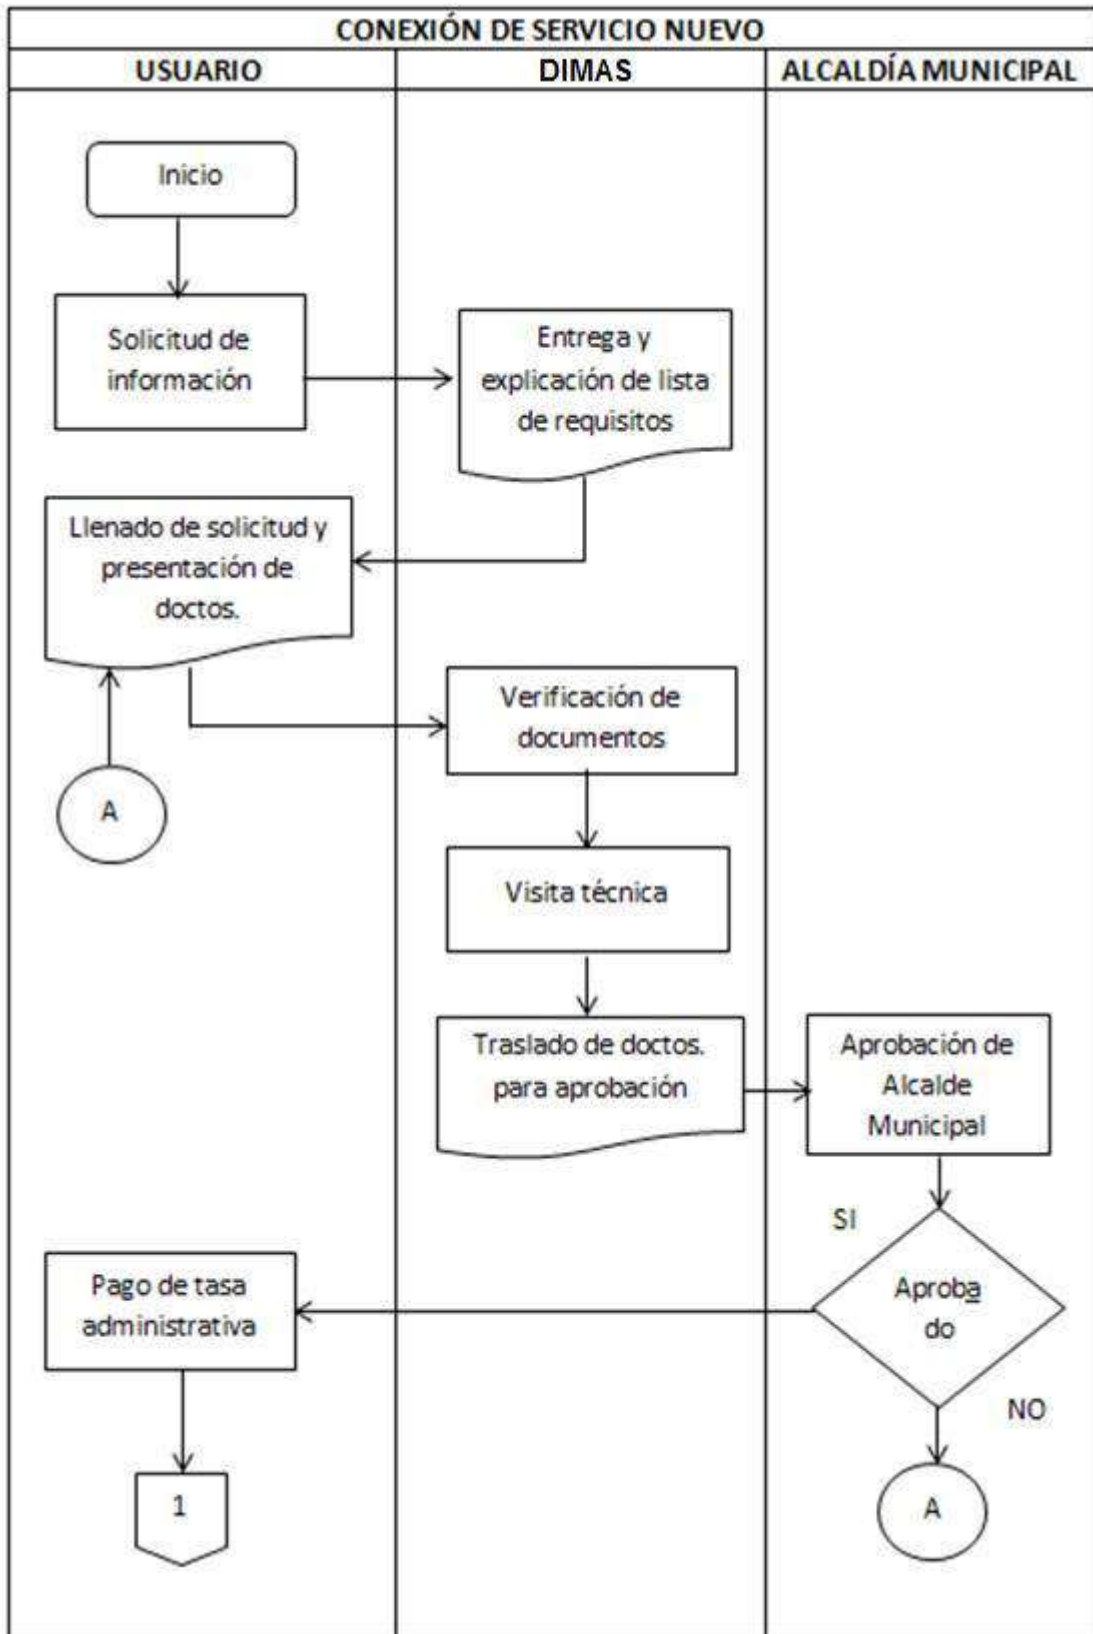 CONEXIÓN DE SERVICIO NUEVO
USUARIO
DIMAS
ALCALDÍA MUNICIPAL
Inicio
Solicitud de
información
Entrega y
explicación de lista
de requisitos
Llenado de solicitud y
presentación de
doctos.
Verificación de
documentos
A
Visita técnica
Traslado de doctos.
para aprobación
Aprobación de
Alcalde
Municipal
SI
Aproba
do
NO
Pago de tasa
administrativa
1
A